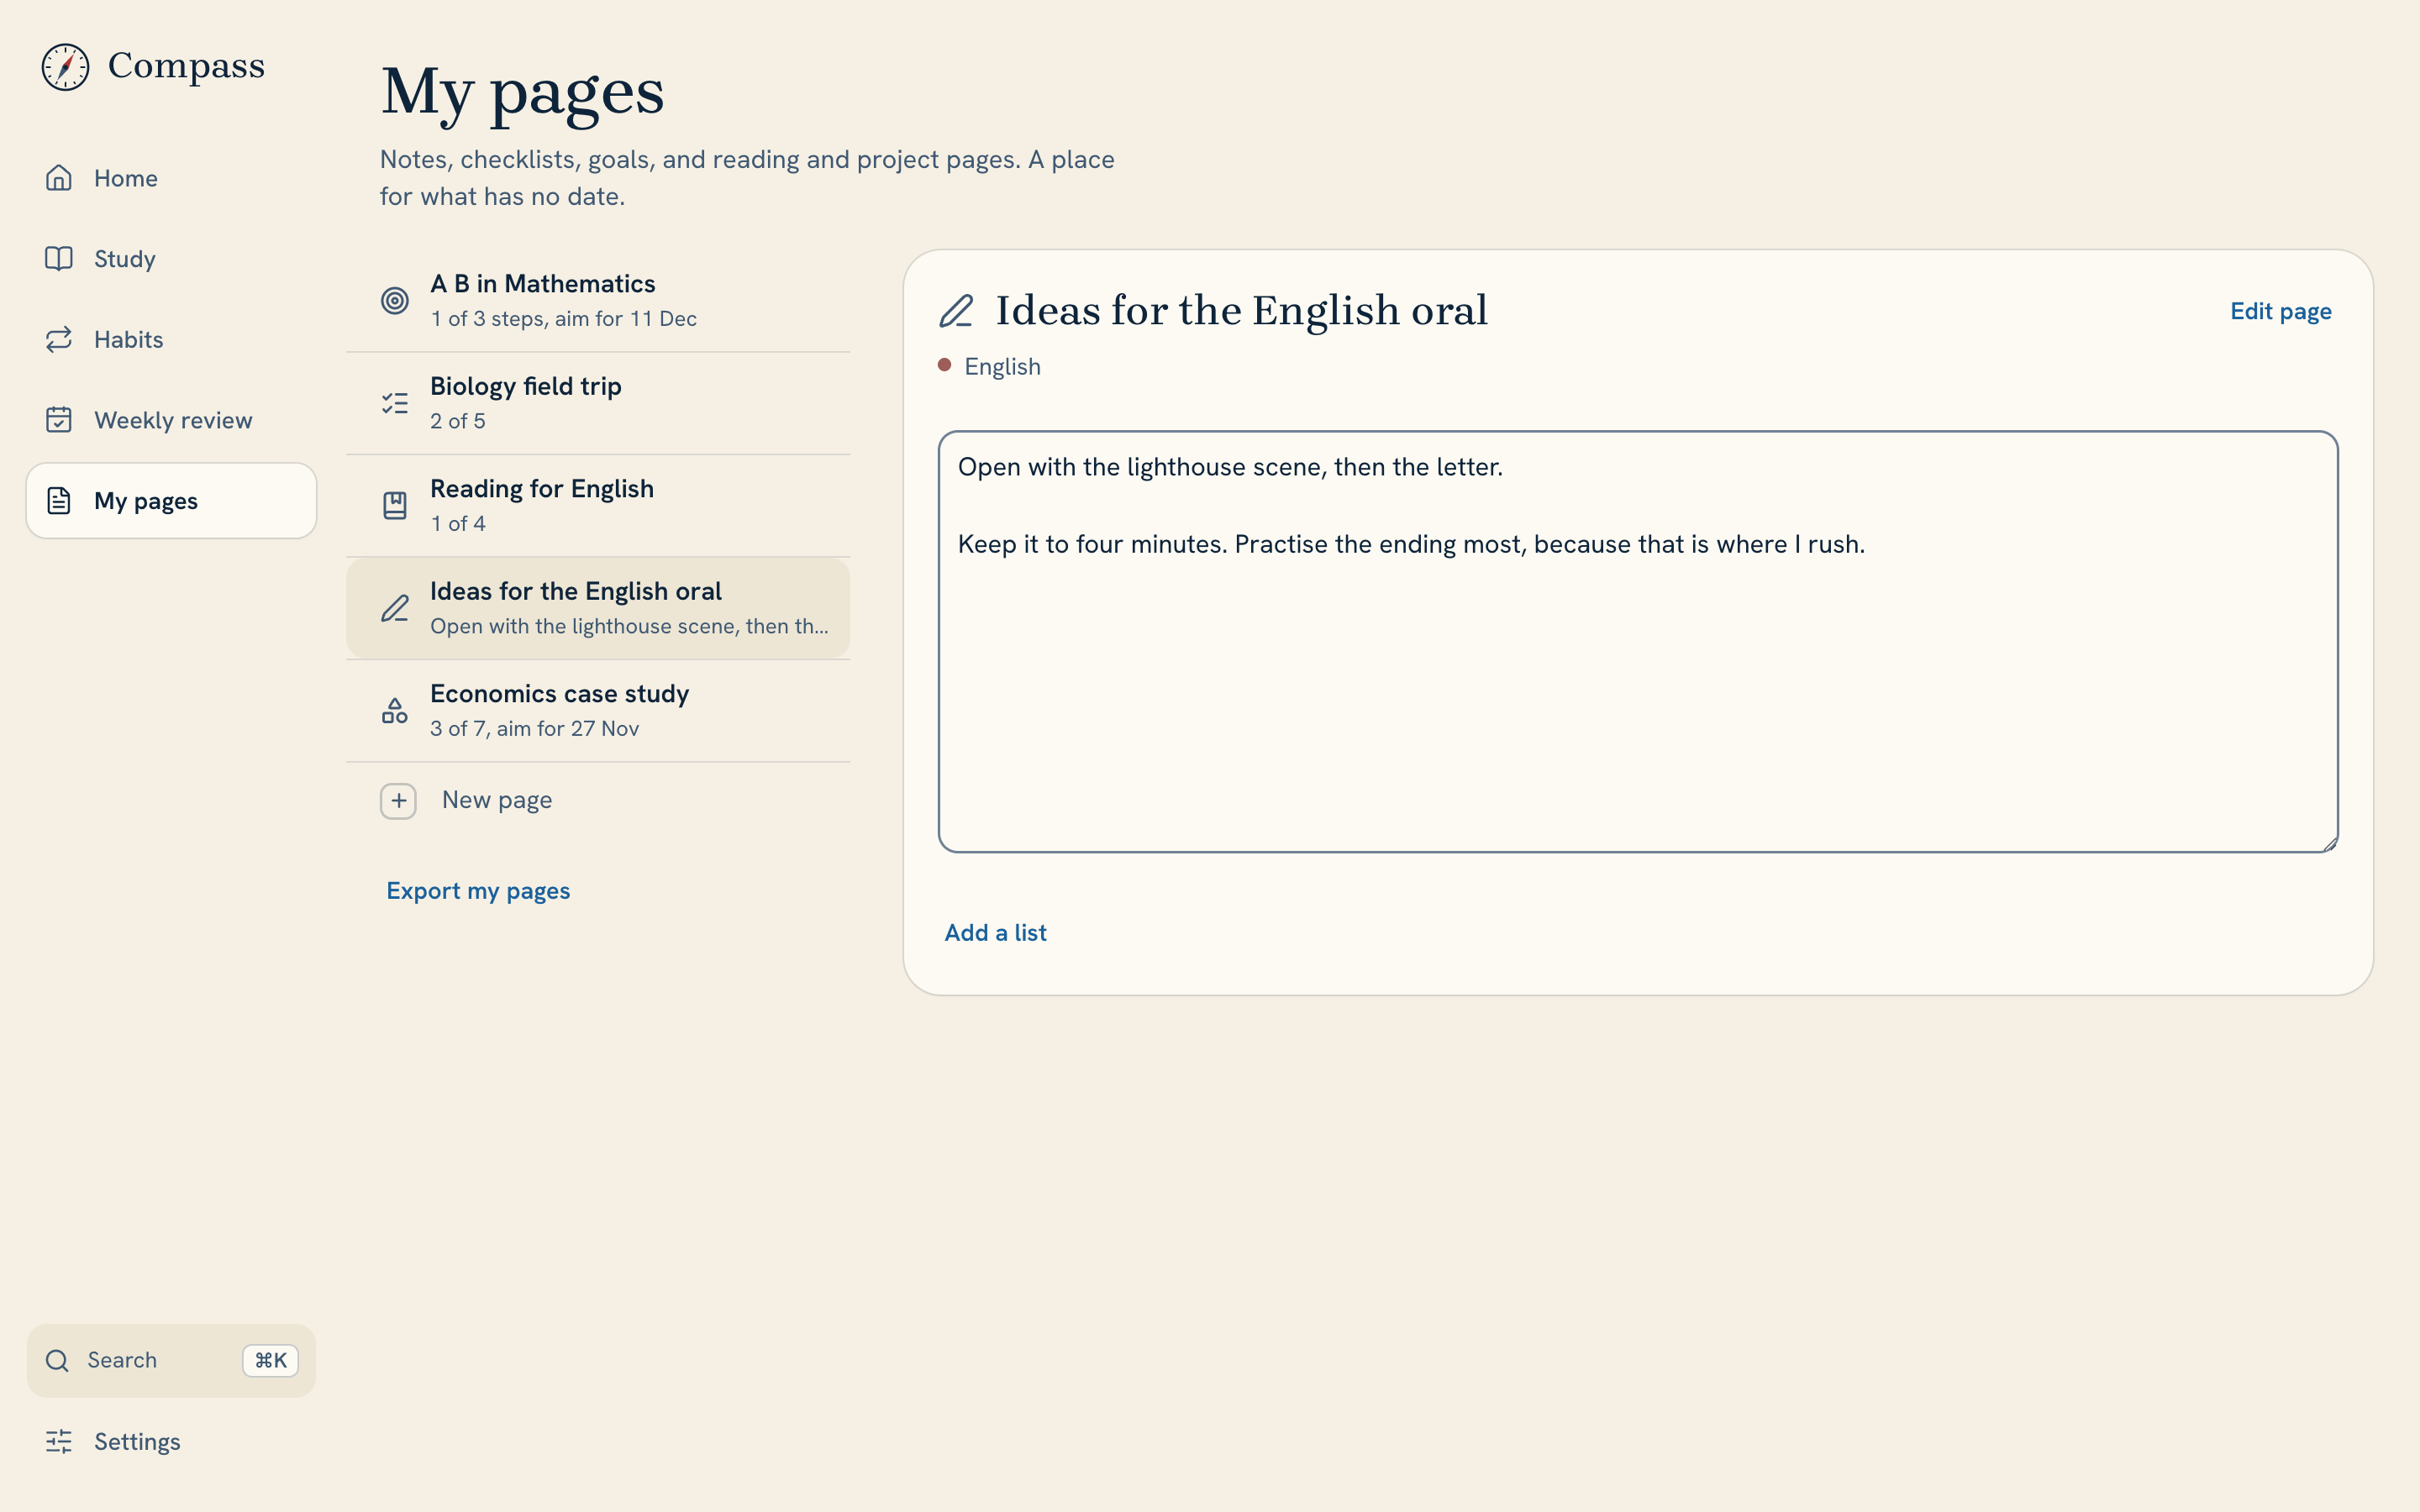 Compass
Home
Study
Habits
Weekly review
My pages
Search
⌘K
Settings
My pages
Notes, checklists, goals, and reading and project pages. A place
for what has no date.
A B in Mathematics
1 of 3 steps, aim for 11 Dec
Biology field trip
2 of 5
Reading for English
1 of 4
Ideas for the English oral
Open with the lighthouse scene, then th...
Economics case study
3 of 7, aim for 27 Nov
New page
Export my pages
Ideas for the English oral
Edit page
English
Open with the lighthouse scene, then the letter.
Keep it to four minutes. Practise the ending most, because that is where I rush.
Add a list